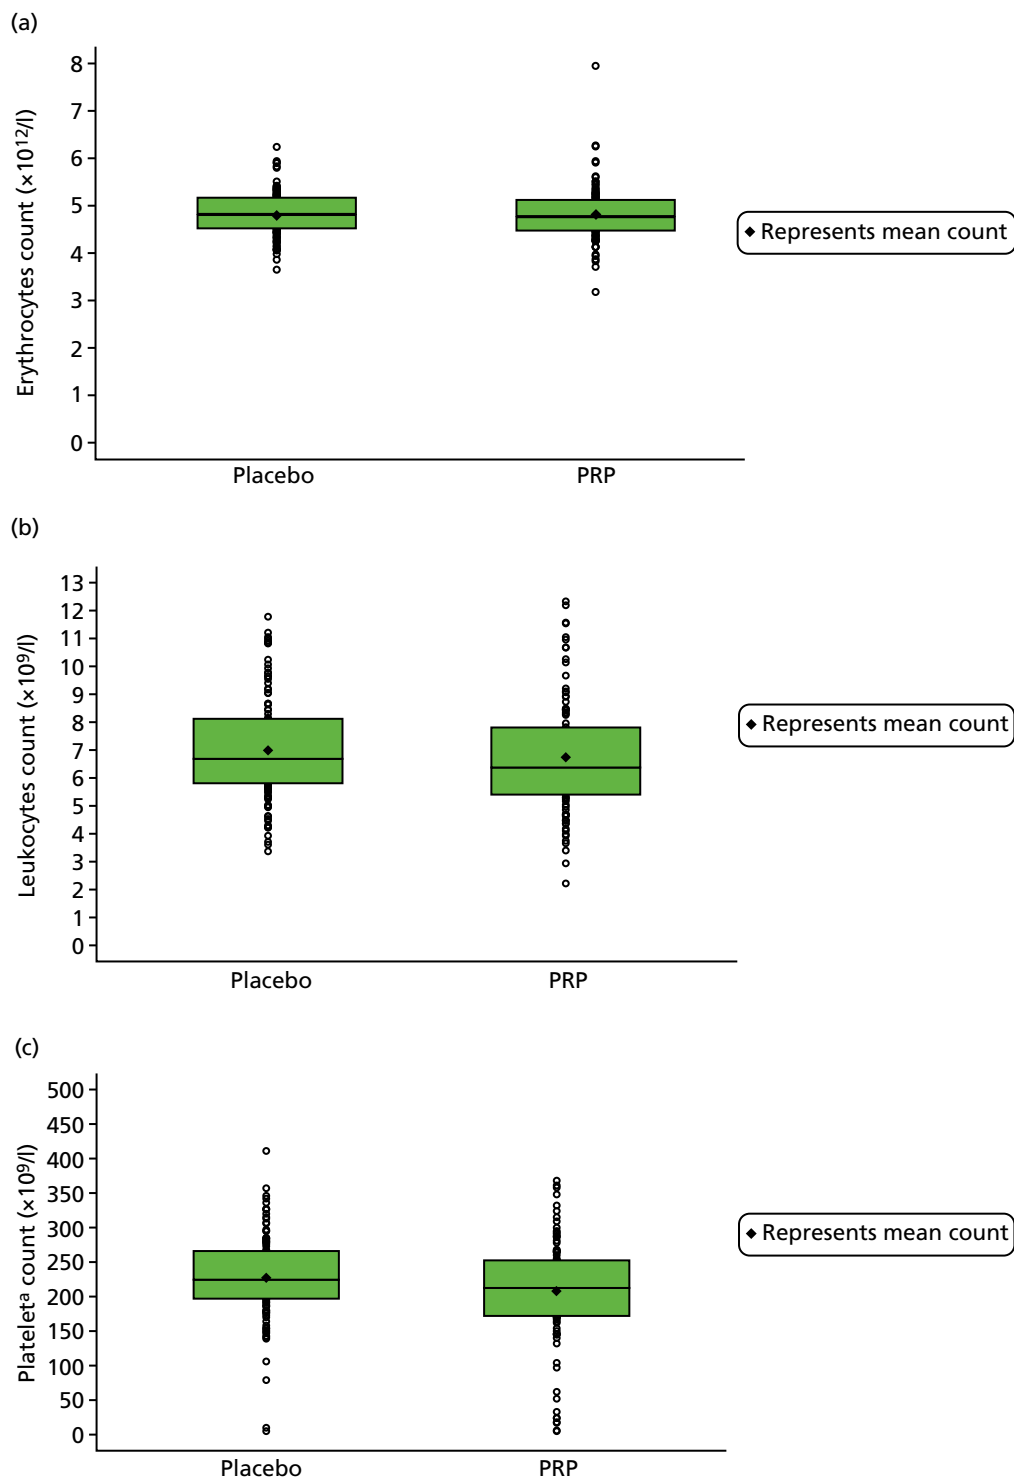 (a)
Erythrocytes count (×10¹²/l)
8
7
6
5
4
3
2
1
0
Placebo
PRP
◆ Represents mean count
(b)
Leukocytes count (×10⁹/l)
13
12
11
10
9
8
7
6
5
4
3
2
1
0
Placebo
PRP
◆ Represents mean count
(c)
Plateletᵃ count (×10⁹/l)
500
450
400
350
300
250
200
150
100
50
0
Placebo
PRP
◆ Represents mean count